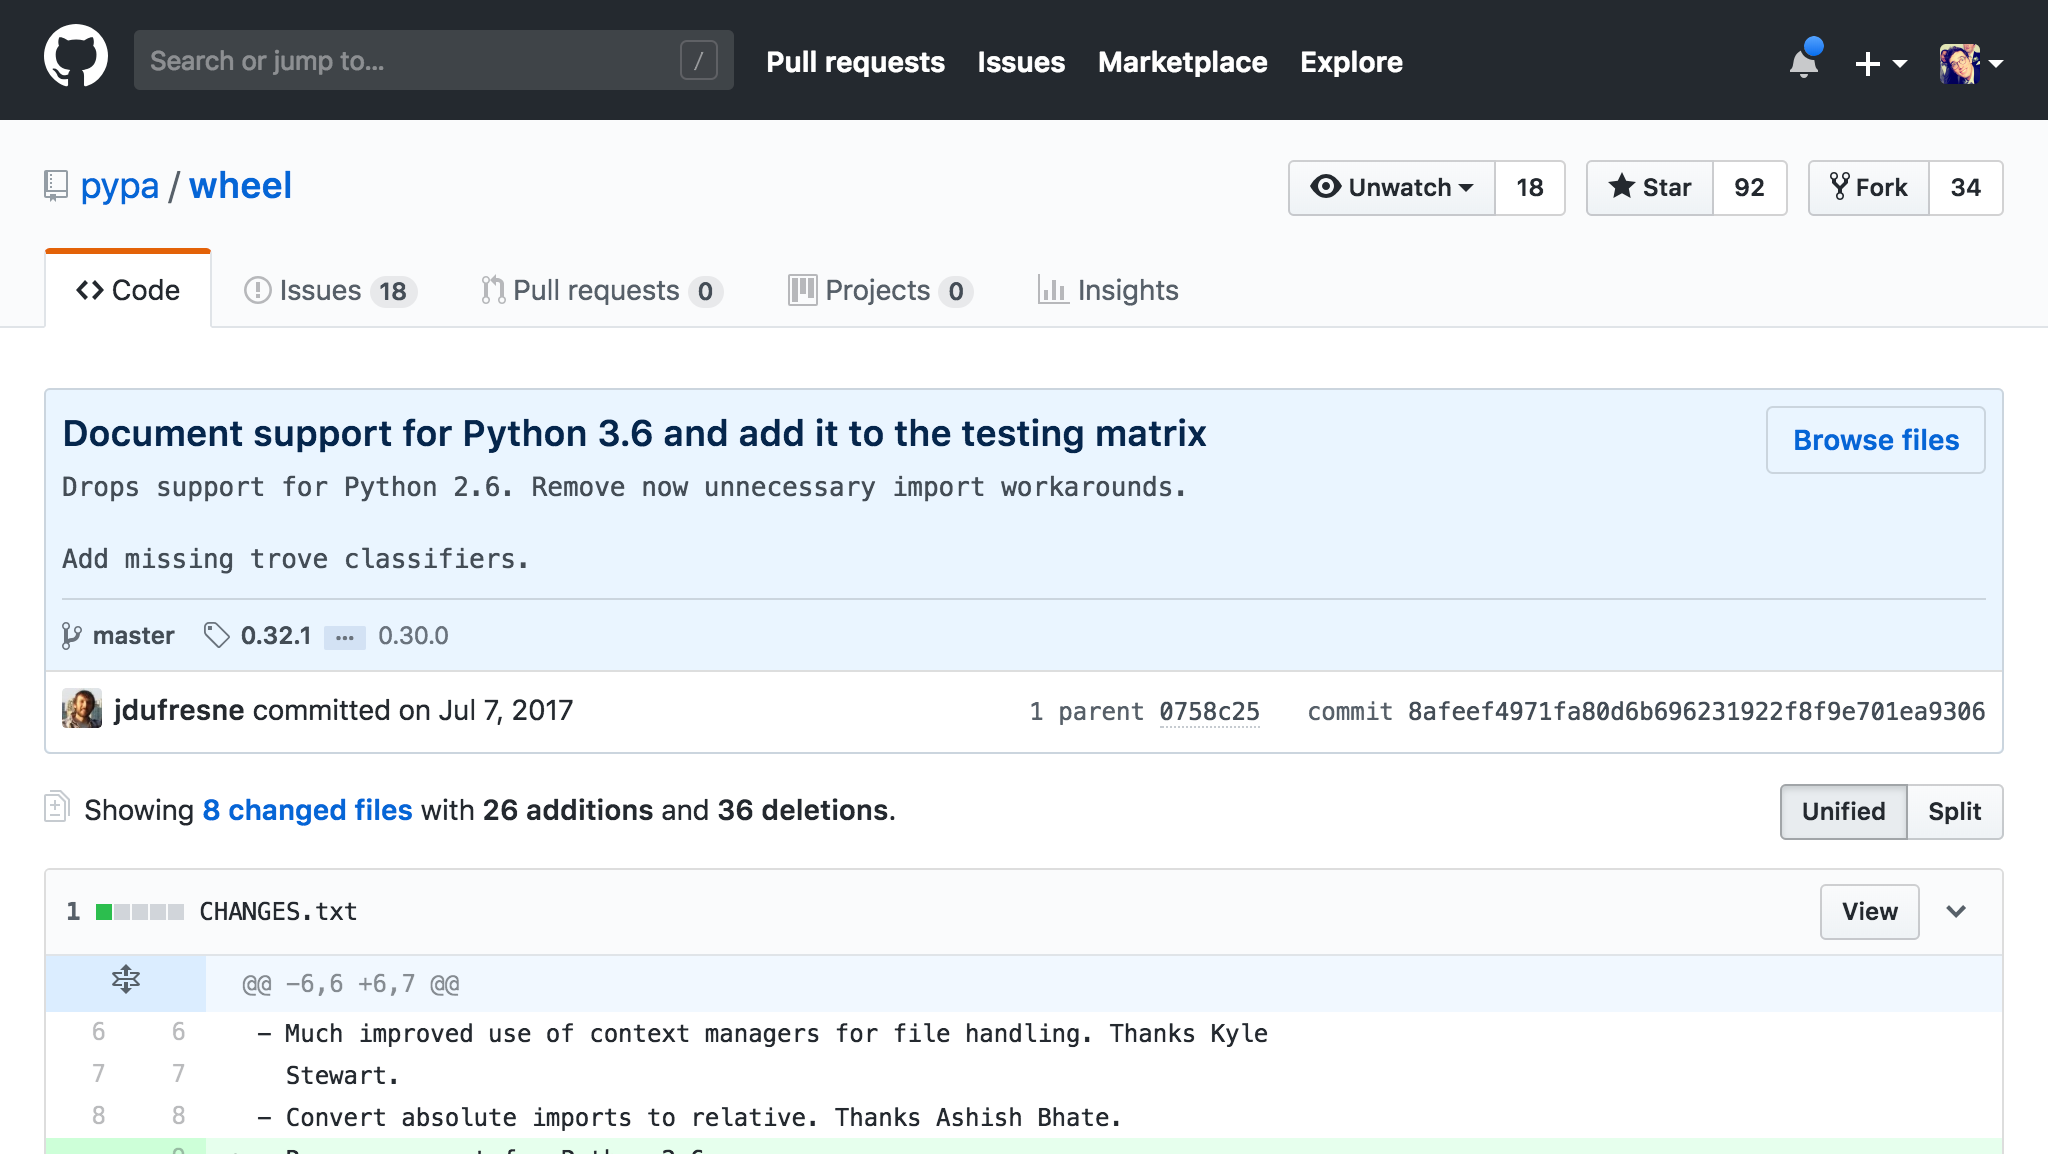 Search or jump to... /
Pull requests Issues Marketplace Explore
pypa / wheel
Unwatch 18 Star 92 Fork 34
Code Issues 18 Pull requests 0 Projects 0 Insights
Document support for Python 3.6 and add it to the testing matrix
Browse files
Drops support for Python 2.6. Remove now unnecessary import workarounds.
Add missing trove classifiers.
master 0.32.1 ... 0.30.0
jdufresne committed on Jul 7, 2017 1 parent 0758c25 commit 8afeef4971fa80d6b696231922f8f9e701ea9306
Showing 8 changed files with 26 additions and 36 deletions.
Unified Split
1 CHANGES.txt View
@@ -6,6 +6,7 @@
6 6 - Much improved use of context managers for file handling. Thanks Kyle
7 7 Stewart.
8 8 - Convert absolute imports to relative. Thanks Ashish Bhate.